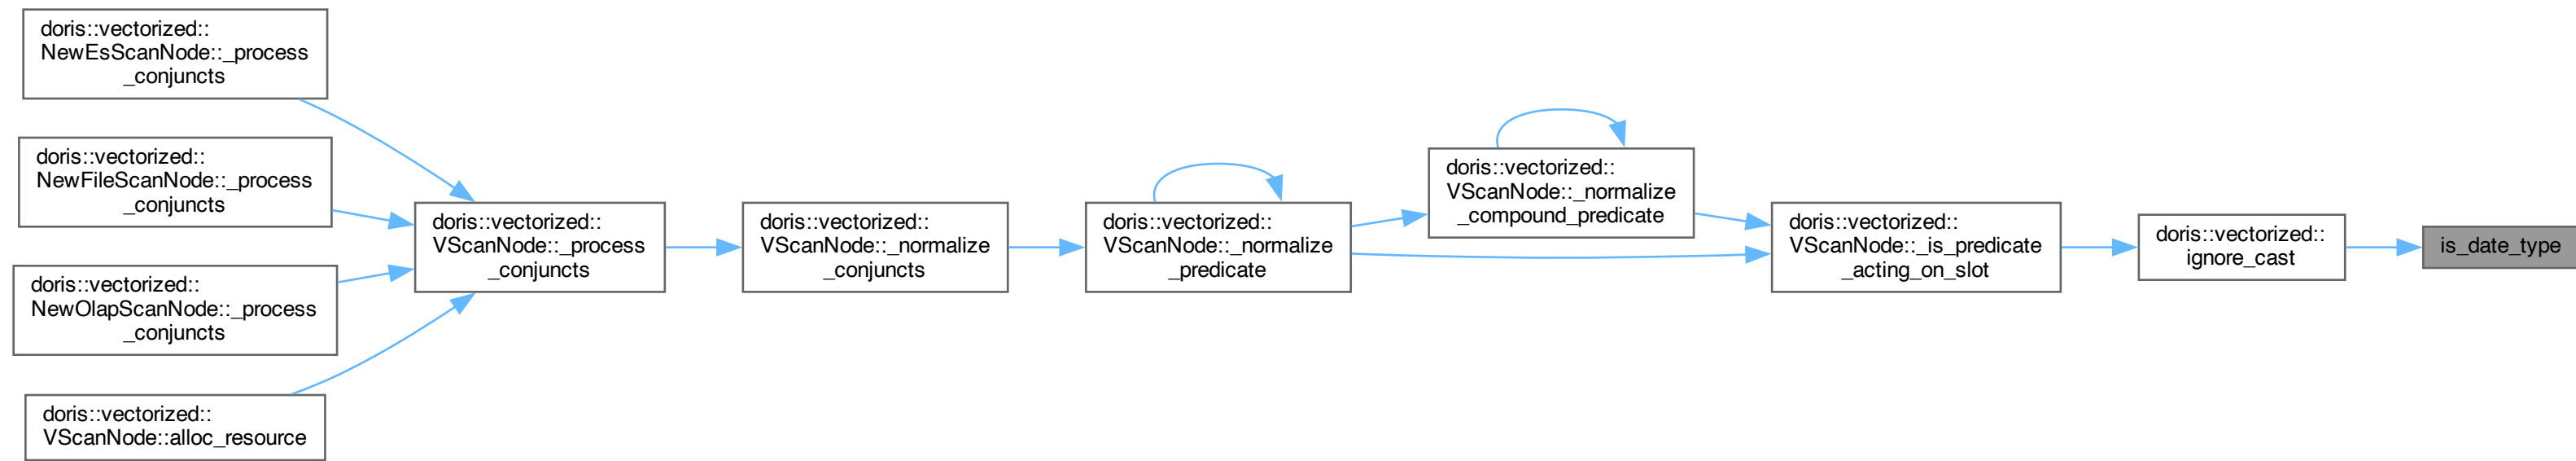 doris::vectorized::
NewEsScanNode::_process
_conjuncts
doris::vectorized::
NewFileScanNode::_process
_conjuncts
doris::vectorized::
NewOlapScanNode::_process
_conjuncts
doris::vectorized::
VScanNode::alloc_resource
doris::vectorized::
VScanNode::_process
_conjuncts
doris::vectorized::
VScanNode::_normalize
_conjuncts
doris::vectorized::
VScanNode::_normalize
_predicate
doris::vectorized::
VScanNode::_normalize
_compound_predicate
doris::vectorized::
VScanNode::_is_predicate
_acting_on_slot
doris::vectorized::
ignore_cast
is_date_type